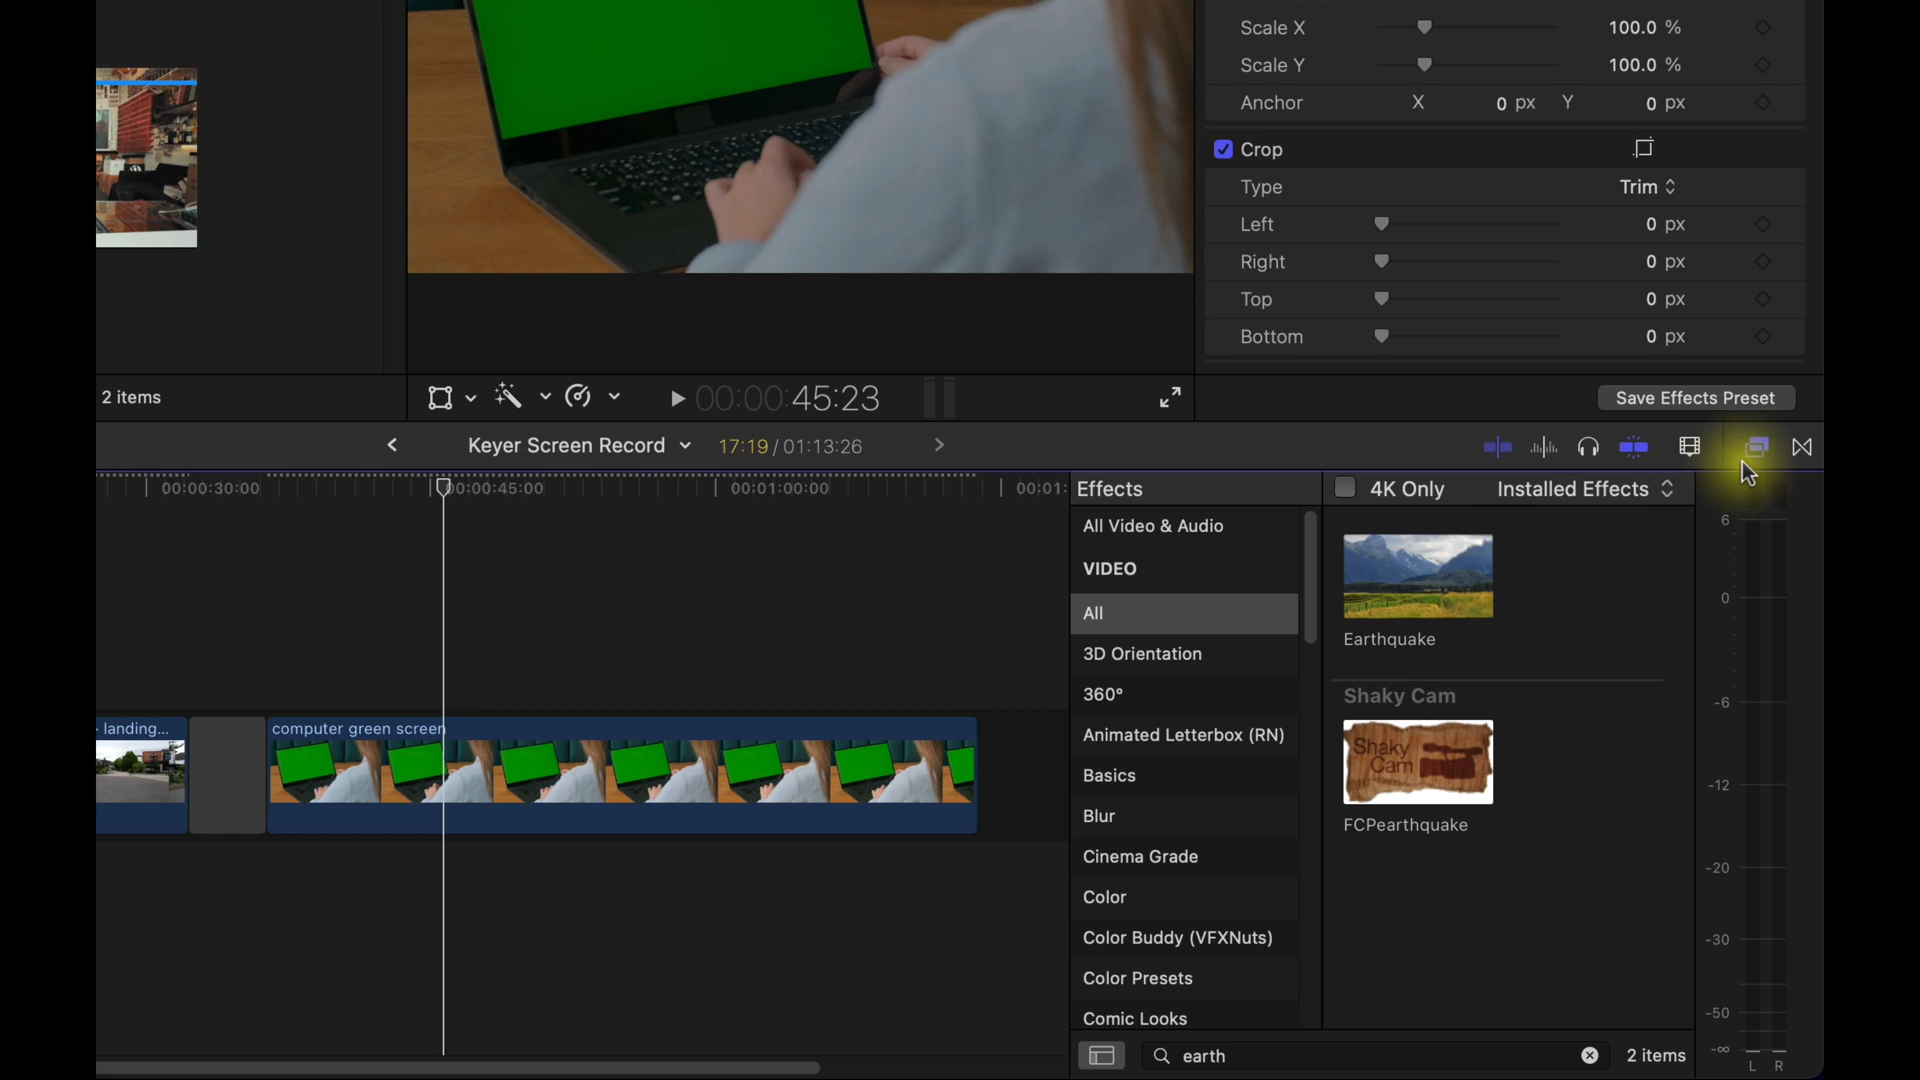 Scale X 100.0 %
Scale Y 100.0 %
Anchor X 0 px Y 0 px
Crop
Type Trim
Left 0 px
Right 0 px
Top 0 px
Bottom 0 px
2 items
00:00:00:45:23
Save Effects Preset
Keyer Screen Record 17:19 / 01:13:26
00:00:30:00
00:00:45:00
00:01:00:00
00:01:
Effects
4K Only Installed Effects
All Video & Audio
VIDEO
All
3D Orientation
360°
Animated Letterbox (RN)
Basics
Blur
Cinema Grade
Color
Color Buddy (VFXNuts)
Color Presets
Comic Looks
Earthquake
Shaky Cam
Shaky
Cam
FCPearthquake
- landing...
computer green screen
earth
2 items
6
0
-6
-12
-20
-30
-50
-∞
L R